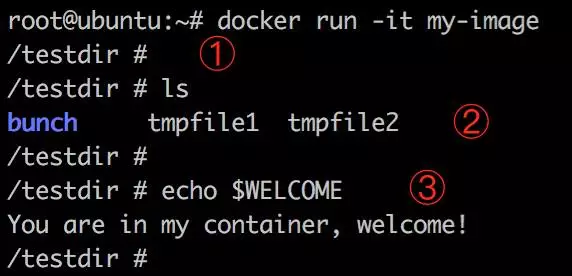 root@ubuntu:~# docker run -it my-image
/testdir # ①
/testdir # ls
bunch tmpfile1 tmpfile2 ②
/testdir #
/testdir # echo $WELCOME ③
You are in my container, welcome!
/testdir #